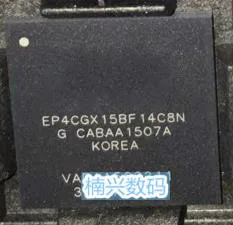 EP4CGX15BF14C8N
G CABAA1507A
KOREA
楠兴数码